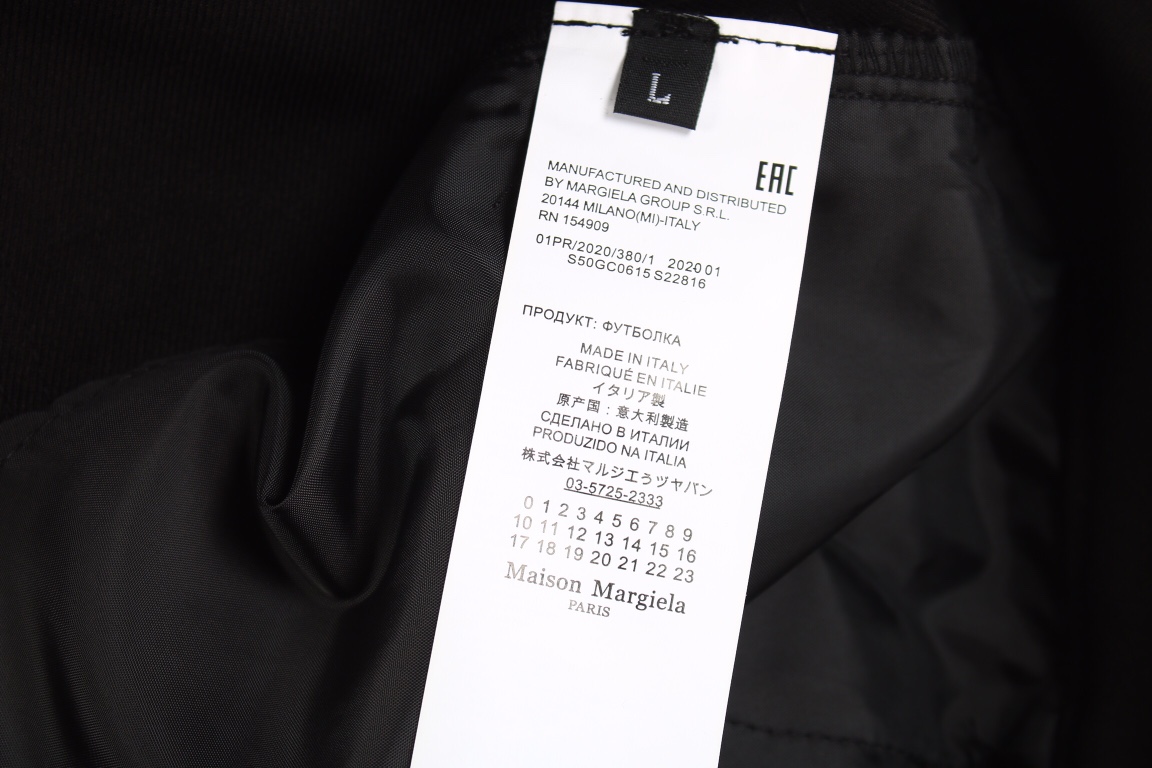 L
EAC
MANUFACTURED AND DISTRIBUTED
BY MARGIELA GROUP S.R.L.
20144 MILANO(MI)-ITALY
RN 154909
01PR/2020/380/1 202001
S50GC0615 S22816
ПРОДУКТ: ФУТБОЛКА
MADE IN ITALY
FABRIQUÉ EN ITALIE
イタリア製
原产国：意大利製造
СДЕЛАНО В ИТАЛИИ
PRODUZIDO NA ITALIA
株式会社マルジエうヅヤパン
03-5725-2333
0 1 2 3 4 5 6 7 8 9
10 11 12 13 14 15 16
17 18 19 20 21 22 23
Maison Margiela
PARIS